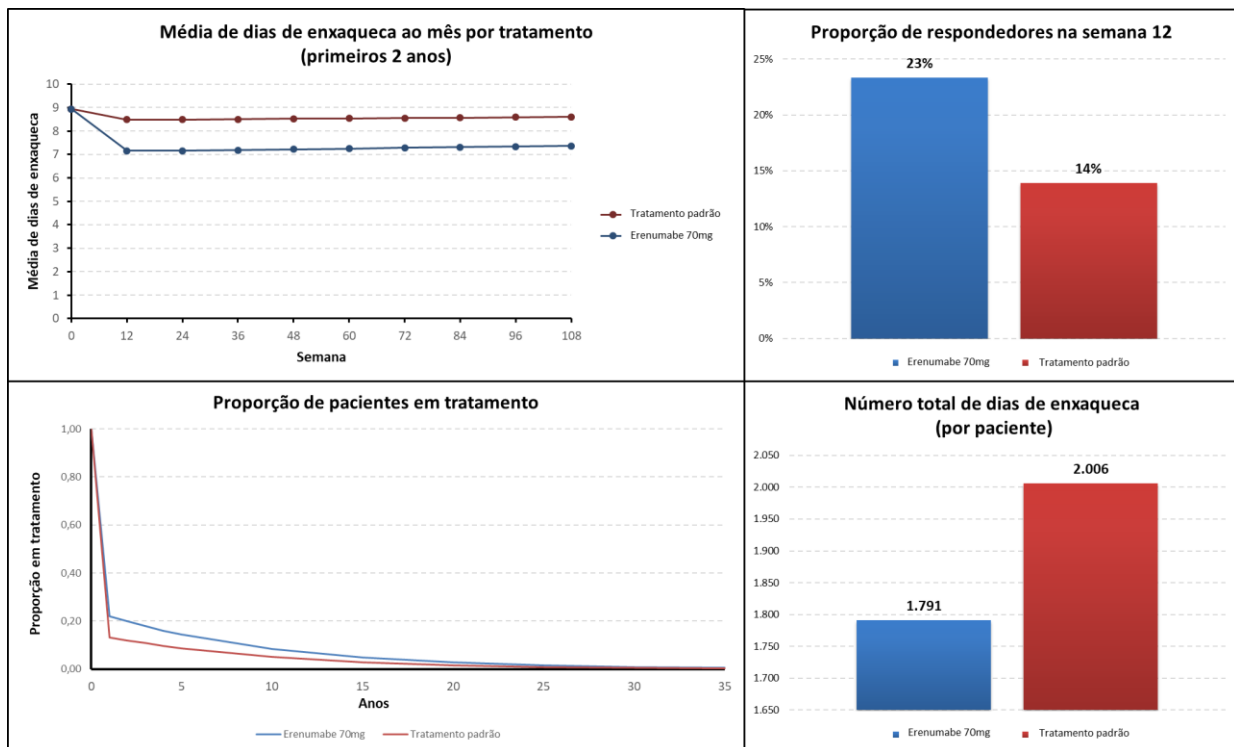 Média de dias de enxaqueca ao mês por tratamento
(primeiros 2 anos)
Média de dias de enxaqueca
10
9
8
7
6
5
4
3
2
1
0
0 12 24 36 48 60 72 84 96 108
Semana
Tratamento padrão
Erenumabe 70mg
Proporção de respondedores na semana 12
25%
20%
15%
10%
5%
0%
23%
14%
Erenumabe 70mg Tratamento padrão
Proporção de pacientes em tratamento
Proporção em tratamento
1,00
0,80
0,60
0,40
0,20
0,00
0 5 10 15 20 25 30 35
Anos
Erenumabe 70mg Tratamento padrão
Número total de dias de enxaqueca
(por paciente)
2.050
2.000
1.950
1.900
1.850
1.800
1.750
1.700
1.650
1.791
2.006
Erenumabe 70mg Tratamento padrão